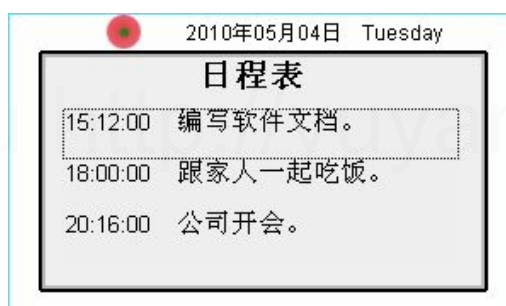 2010年05月04日 Tuesday
日程表
15:12:00 编写软件文档。
18:00:00 跟家人一起吃饭。
20:16:00 公司开会。